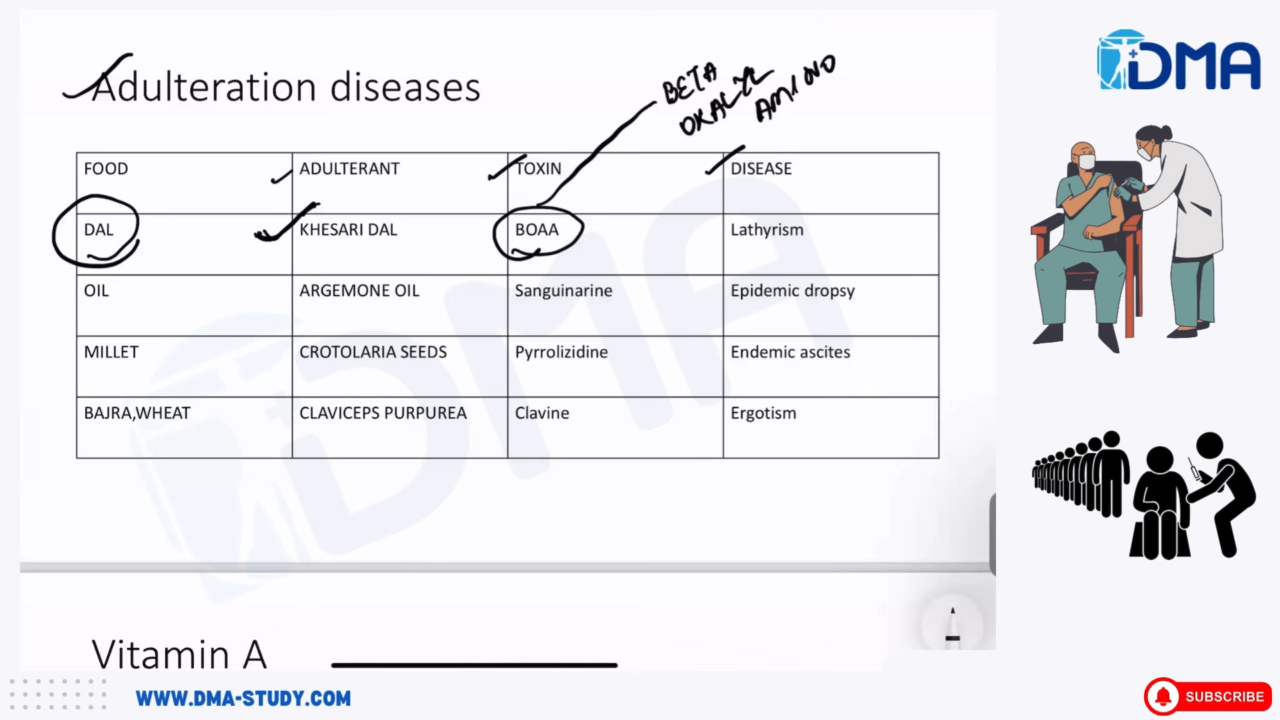 DMA
Adulteration diseases
BETA
OXALYL
AMINO
FOOD ADULTERANT TOXIN DISEASE
DAL KHESARI DAL BOAA Lathyrism
OIL ARGEMONE OIL Sanguinarine Epidemic dropsy
MILLET CROTOLARIA SEEDS Pyrrolizidine Endemic ascites
BAJRA,WHEAT CLAVICEPS PURPUREA Clavine Ergotism
DMA
Vitamin A
WWW.DMA-STUDY.COM
SUBSCRIBE